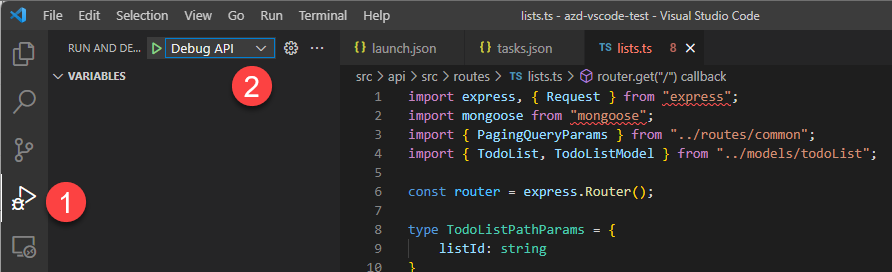 File Edit Selection View Go Run Terminal Help lists.ts - azd-vscode-test - Visual Studio Code
RUN AND DE... Debug API ... {} launch.json {} tasks.json TS lists.ts 8
VARIABLES
2
src > api > src > routes > TS lists.ts > router.get("/") callback
1 import express, { Request } from "express";
2 import mongoose from "mongoose";
3 import { PagingQueryParams } from "../routes/common";
4 import { TodoList, TodoListModel } from "../models/todoList";
5
6 const router = express.Router();
1
7
8 type TodoListPathParams = {
9 listId: string
10 }